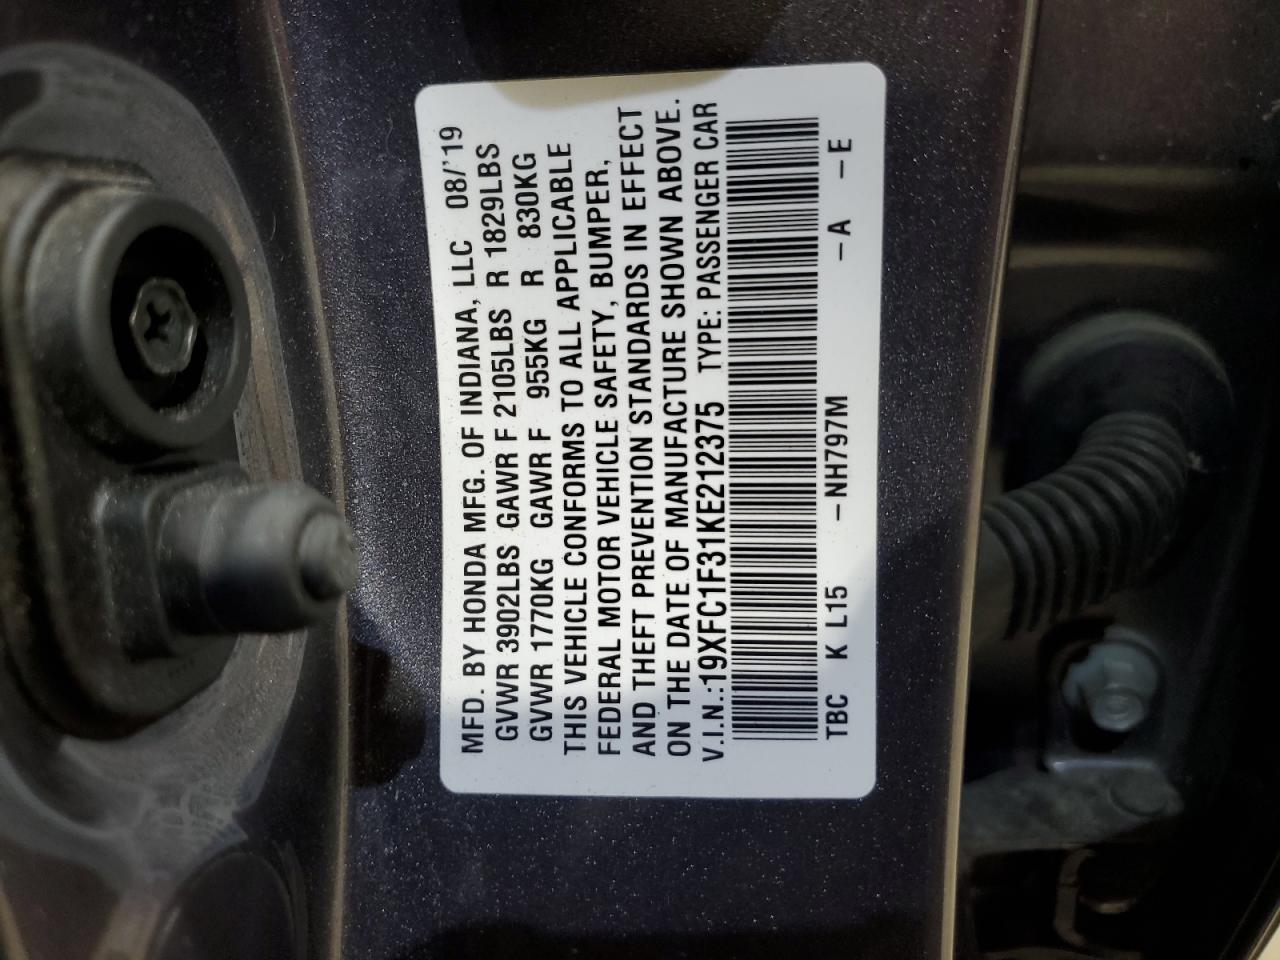 MFD. BY HONDA MFG. OF INDIANA, LLC 08/'19
GVWR 3902LBS GAWR F 2105LBS R 1829LBS
GVWR 1770KG GAWR F 955KG R 830KG
THIS VEHICLE CONFORMS TO ALL APPLICABLE
FEDERAL MOTOR VEHICLE SAFETY, BUMPER,
AND THEFT PREVENTION STANDARDS IN EFFECT
ON THE DATE OF MANUFACTURE SHOWN ABOVE.
V.I.N.:19XFC1F31KE212375 TYPE: PASSENGER CAR
TBC K L15 –NH797M –A –E